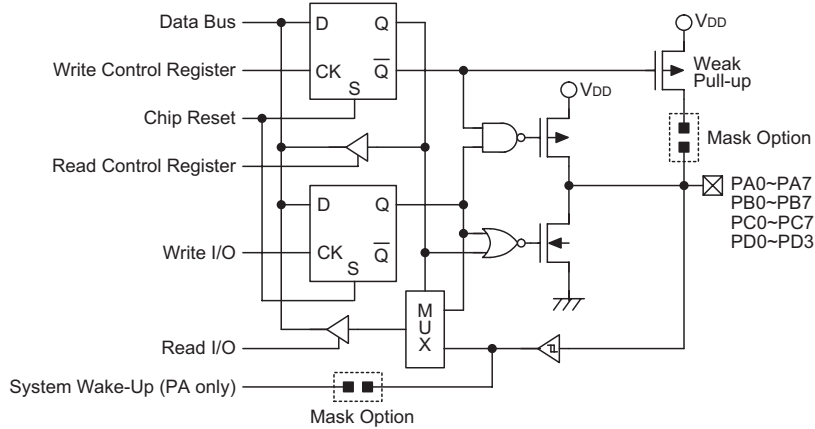 Data Bus
Write Control Register
Chip Reset
Read Control Register
Write I/O
Read I/O
System Wake-Up (PA only)
Mask Option
D Q
CK Q
S
D Q
CK Q
S
M
U
X
VDD
VDD
Weak
Pull-up
Mask Option
PA0~PA7
PB0~PB7
PC0~PC7
PD0~PD3